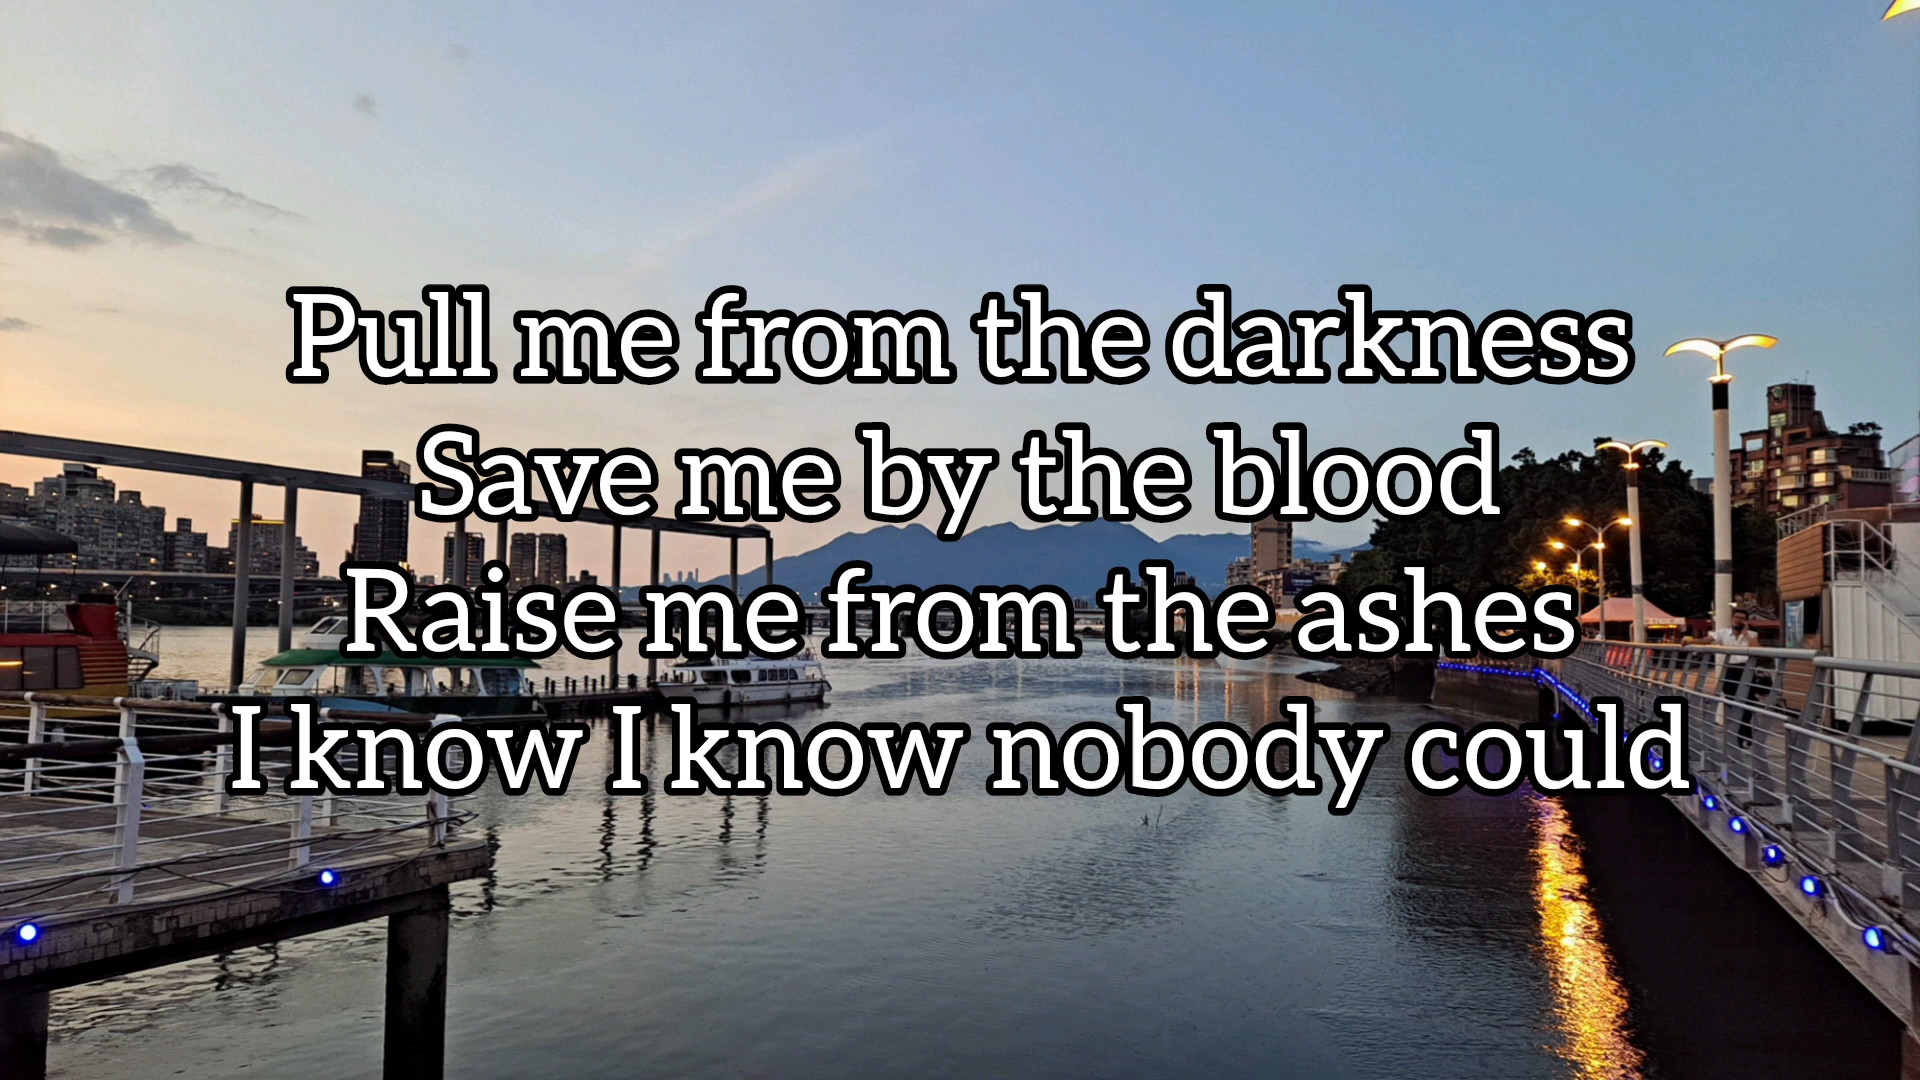 Pull me from the darkness
Save me by the blood
Raise me from the ashes
I know I know nobody could